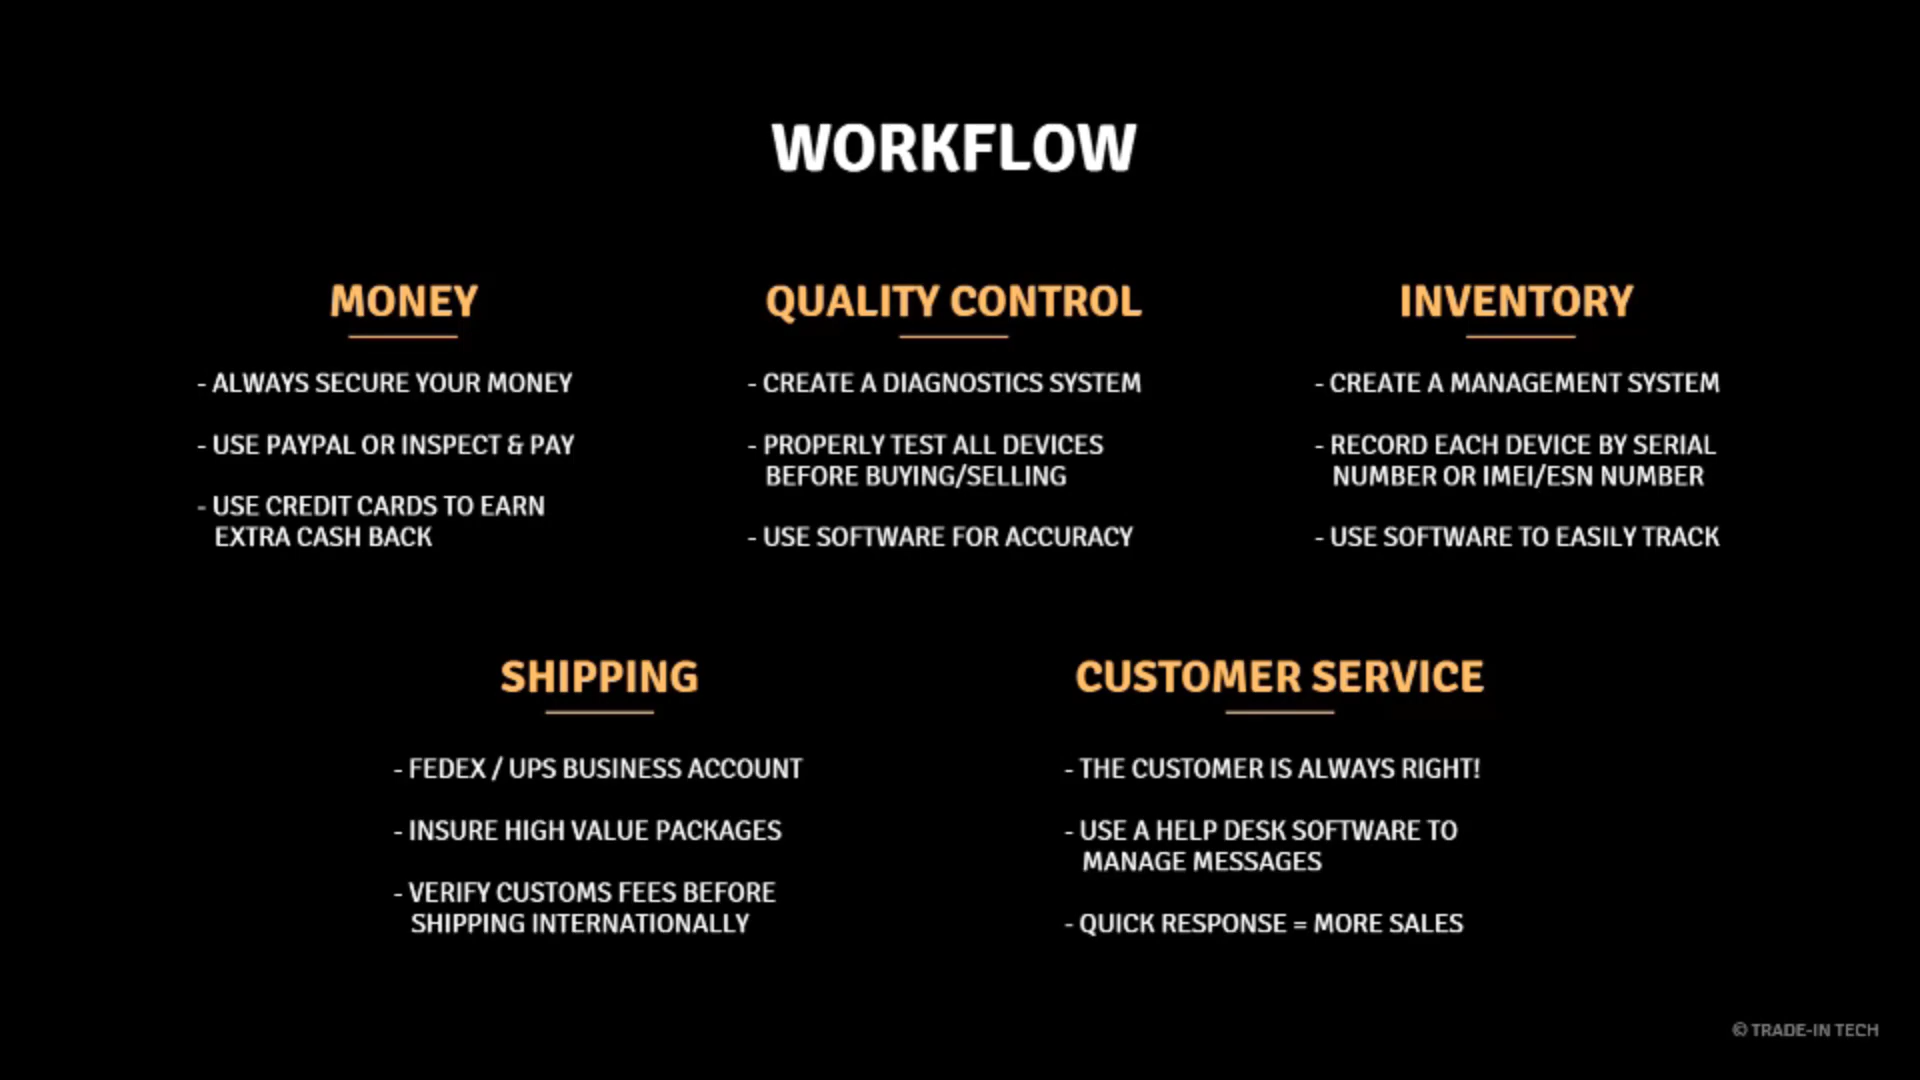 WORKFLOW
MONEY
- ALWAYS SECURE YOUR MONEY
- USE PAYPAL OR INSPECT & PAY
- USE CREDIT CARDS TO EARN
EXTRA CASH BACK
QUALITY CONTROL
- CREATE A DIAGNOSTICS SYSTEM
- PROPERLY TEST ALL DEVICES
BEFORE BUYING/SELLING
- USE SOFTWARE FOR ACCURACY
INVENTORY
- CREATE A MANAGEMENT SYSTEM
- RECORD EACH DEVICE BY SERIAL
NUMBER OR IMEI/ESN NUMBER
- USE SOFTWARE TO EASILY TRACK
SHIPPING
- FEDEX / UPS BUSINESS ACCOUNT
- INSURE HIGH VALUE PACKAGES
- VERIFY CUSTOMS FEES BEFORE
SHIPPING INTERNATIONALLY
CUSTOMER SERVICE
- THE CUSTOMER IS ALWAYS RIGHT!
- USE A HELP DESK SOFTWARE TO
MANAGE MESSAGES
- QUICK RESPONSE = MORE SALES
© TRADE-IN TECH